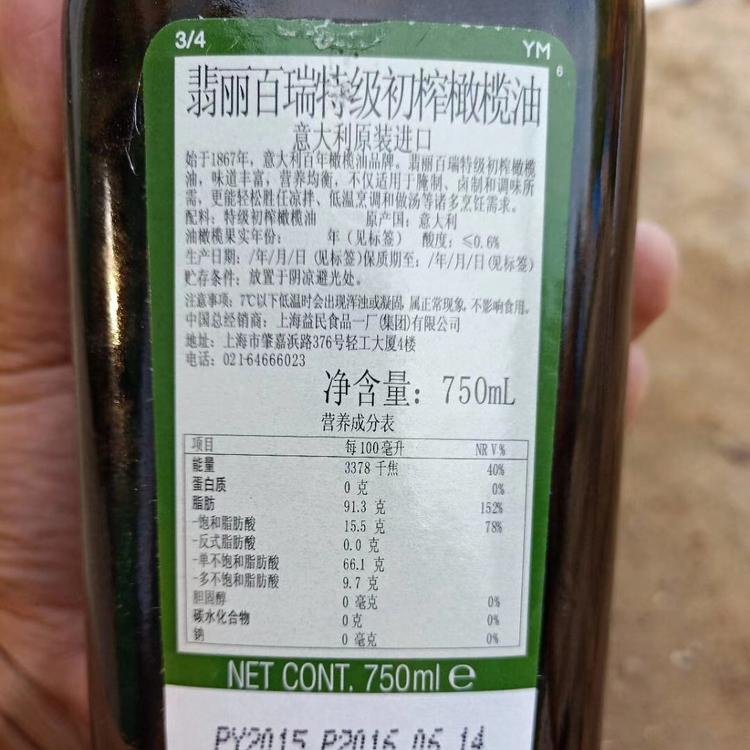 3/4 YM
6
翡丽百瑞特级初榨橄榄油
意大利原装进口
始于1867年，意大利百年橄榄油品牌。翡丽百瑞特级初榨橄榄
油，味道丰富，营养均衡，不仅适用于腌制、卤制和调味所
需，更能轻松胜任凉拌、低温烹调和做汤等诸多烹饪需求。
配料：特级初榨橄榄油 原产国：意大利
油橄榄果实年份： 年（见标签） 酸度：≤0.6%
生产日期：/年/月/日（见标签）保质期至：/年/月/日（见标签）
贮存条件：放置于阴凉避光处。
注意事项：7℃以下低温时会出现浑浊或凝固，属正常现象，不影响食用。
中国总经销商：上海益民食品一厂(集团)有限公司
地址：上海市肇嘉浜路376号轻工大厦4楼
电话：021-64666023
净含量：750mL
营养成分表
项目 每100毫升 NRV%
能量 3378 千焦 40%
蛋白质 0 克 0%
脂肪 91.3 克 152%
-饱和脂肪酸 15.5 克 78%
-反式脂肪酸 0.0 克
-单不饱和脂肪酸 66.1 克
-多不饱和脂肪酸 9.7 克
胆固醇 0 毫克 0%
碳水化合物 0克 0%
钠 0 毫克 0%
NET CONT. 750ml e
PY2015 P2016 06 14